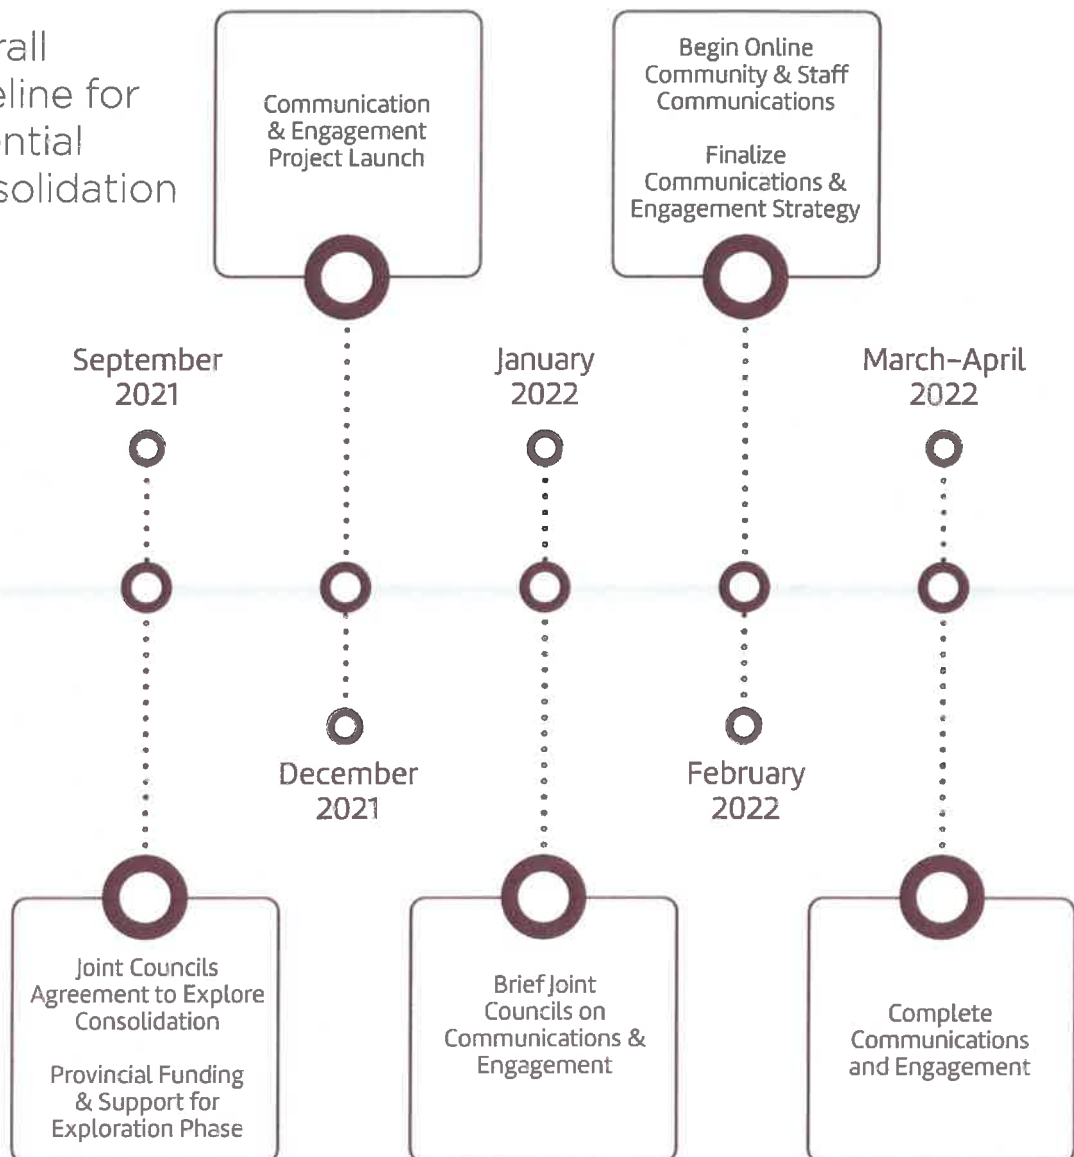 rall
eline for
ential
solidation
Communication
& Engagement
Project Launch
Begin Online
Community & Staff
Communications
Finalize
Communications &
Engagement Strategy
September
2021
January
2022
March–April
2022
December
2021
February
2022
Joint Councils
Agreement to Explore
Consolidation
Provincial Funding
& Support for
Exploration Phase
Brief Joint
Councils on
Communications &
Engagement
Complete
Communications
and Engagement